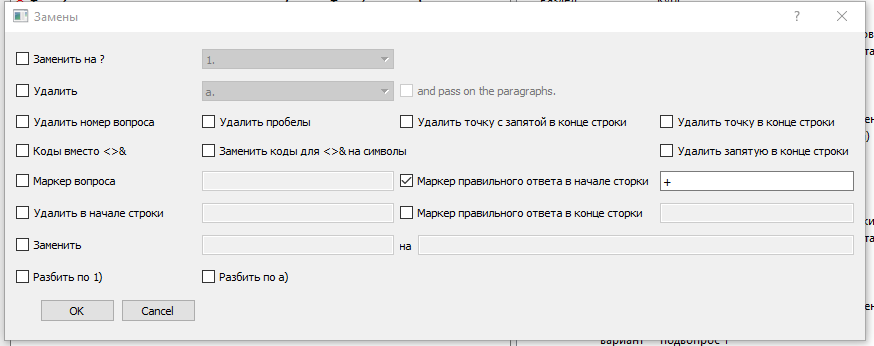 Замены ?
Заменить на ? 1.
Удалить a. and pass on the paragraphs.
Удалить номер вопроса Удалить пробелы Удалить точку с запятой в конце строки Удалить точку в конце строки
Коды вместо <>& Заменить коды для <>& на символы Удалить запятую в конце строки
Маркер вопроса Маркер правильного ответа в начале сторки +
Удалить в начале строки Маркер правильного ответа в конце сторки
Заменить на
Разбить по 1) Разбить по a)
OK Cancel
вариант подвопрос 1